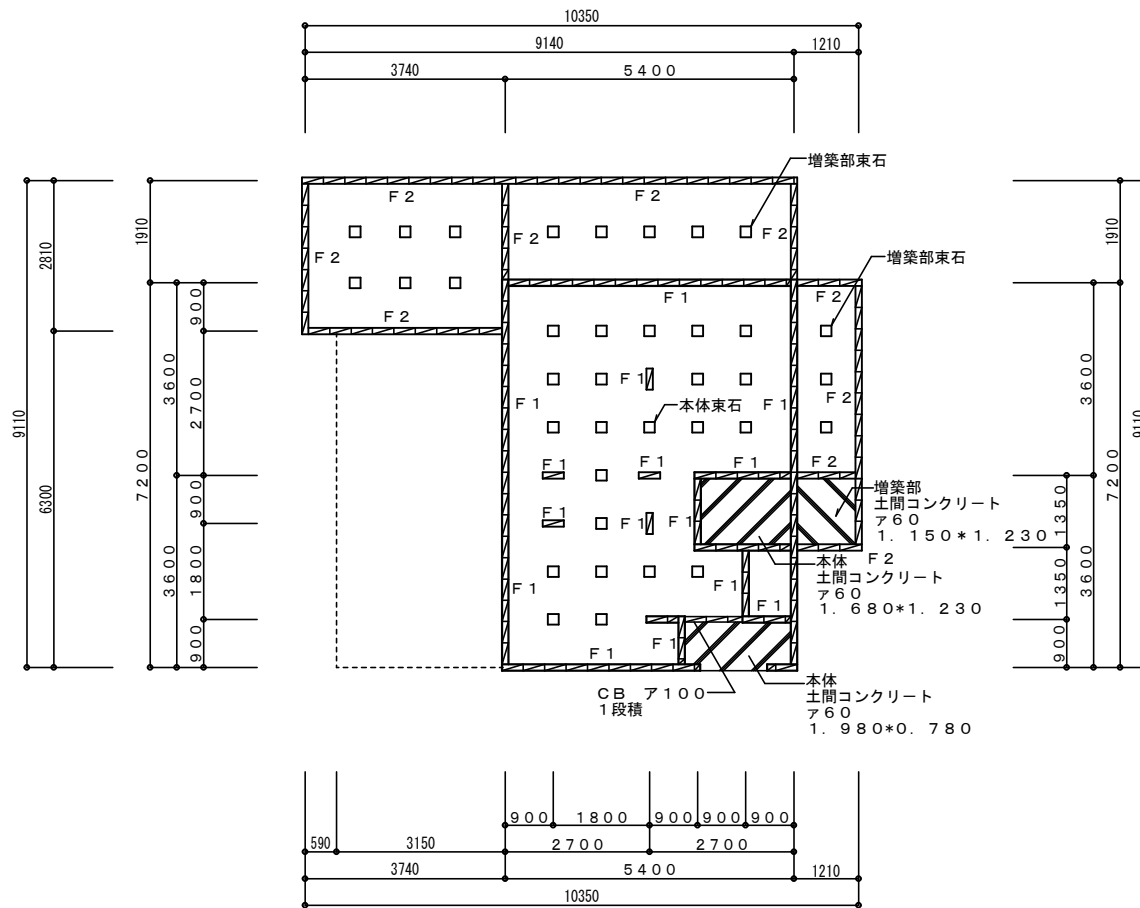 10350
9140
1210
3740
５４００
増築部束石
Ｆ２
Ｆ２
Ｆ２
Ｆ２
Ｆ２
Ｆ２
増築部束石
Ｆ１
Ｆ２
Ｆ１
Ｆ１
Ｆ１
Ｆ２
本体束石
Ｆ１
Ｆ１
Ｆ１
Ｆ２
Ｆ１
Ｆ１
Ｆ１
増築部
土間コンクリート
ア６０
１．１５０*１．２３０
Ｆ２
本体
土間コンクリート
ア６０
１．６８０*１．２３０
Ｆ１
Ｆ１
Ｆ１
Ｆ１
Ｆ１
ＣＢ　ア１００
１段積
本体
土間コンクリート
ア６０
１．９８０*０．７８０
9110
2810
6300
1910
７２００
３６００
３６００
９００
２７００
９００
１８００
９００
1910
９００
１３５０
１３５０
３６００
３６００
７２００
9110
９００
１８００
９００
９００
９００
590
3150
２７００
２７００
3740
５４００
1210
10350